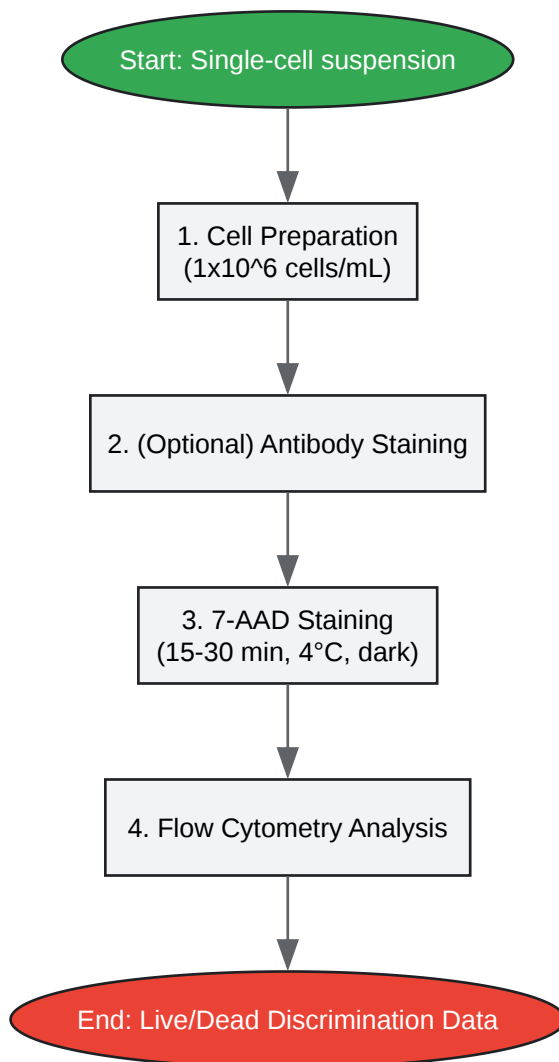 Start: Single-cell suspension
1. Cell Preparation
(1x10^6 cells/mL)
2. (Optional) Antibody Staining
3. 7-AAD Staining
(15-30 min, 4°C, dark)
4. Flow Cytometry Analysis
End: Live/Dead Discrimination Data